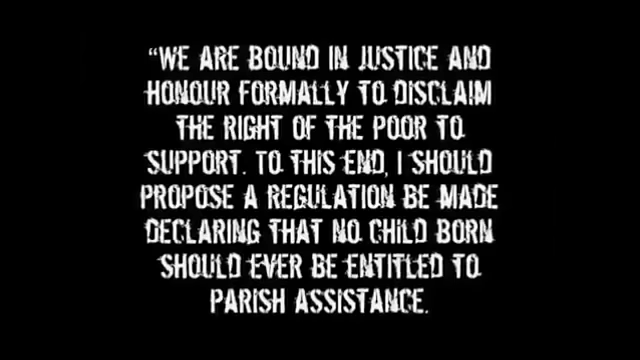 “WE ARE BOUND IN JUSTICE AND
HONOUR FORMALLY TO DISCLAIM
THE RIGHT OF THE POOR TO
SUPPORT. TO THIS END, I SHOULD
PROPOSE A REGULATION BE MADE
DECLARING THAT NO CHILD BORN
SHOULD EVER BE ENTITLED TO
PARISH ASSISTANCE.